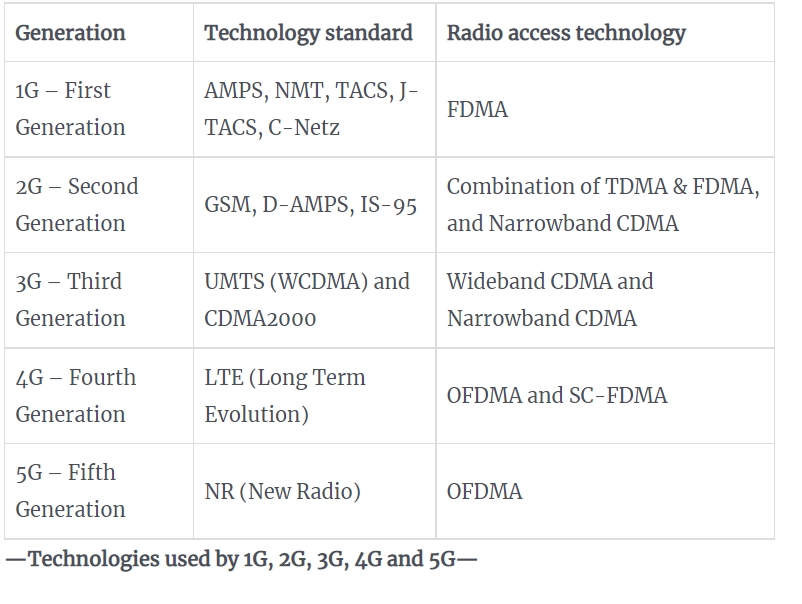 Generation Technology standard Radio access technology
1G – First
Generation
AMPS, NMT, TACS, J-
TACS, C-Netz
FDMA
2G – Second
Generation
GSM, D-AMPS, IS-95
Combination of TDMA & FDMA,
and Narrowband CDMA
3G – Third
Generation
UMTS (WCDMA) and
CDMA2000
Wideband CDMA and
Narrowband CDMA
4G – Fourth
Generation
LTE (Long Term
Evolution)
OFDMA and SC-FDMA
5G – Fifth
Generation
NR (New Radio)
OFDMA
—Technologies used by 1G, 2G, 3G, 4G and 5G—